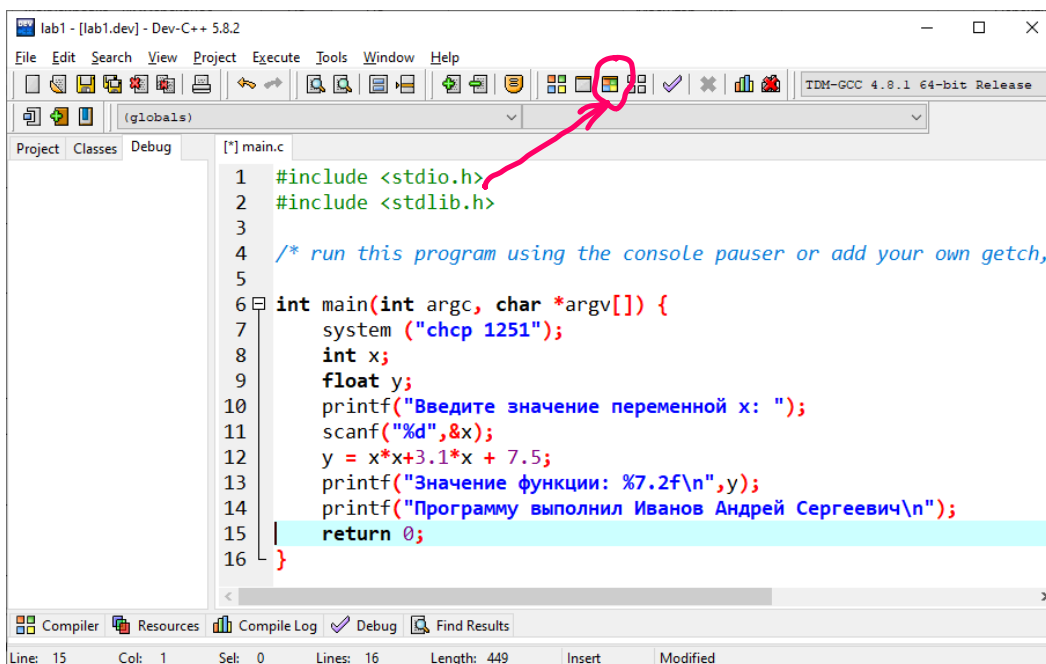 lab1 - [lab1.dev] - Dev-C++ 5.8.2
File Edit Search View Project Execute Tools Window Help
TDM-GCC 4.8.1 64-bit Release
(globals)
Project Classes Debug [*] main.c
1 #include <stdio.h>
2 #include <stdlib.h>
3
4 /* run this program using the console pauser or add your own getch,
5
6 int main(int argc, char *argv[]) {
7 system ("chcp 1251");
8 int x;
9 float y;
10 printf("Введите значение переменной x: ");
11 scanf("%d",&x);
12 y = x*x+3.1*x + 7.5;
13 printf("Значение функции: %7.2f\n",y);
14 printf("Программу выполнил Иванов Андрей Сергеевич\n");
15 return 0;
16 }
Compiler Resources Compile Log Debug Find Results
Line: 15 Col: 1 Sel: 0 Lines: 16 Length: 449 Insert Modified